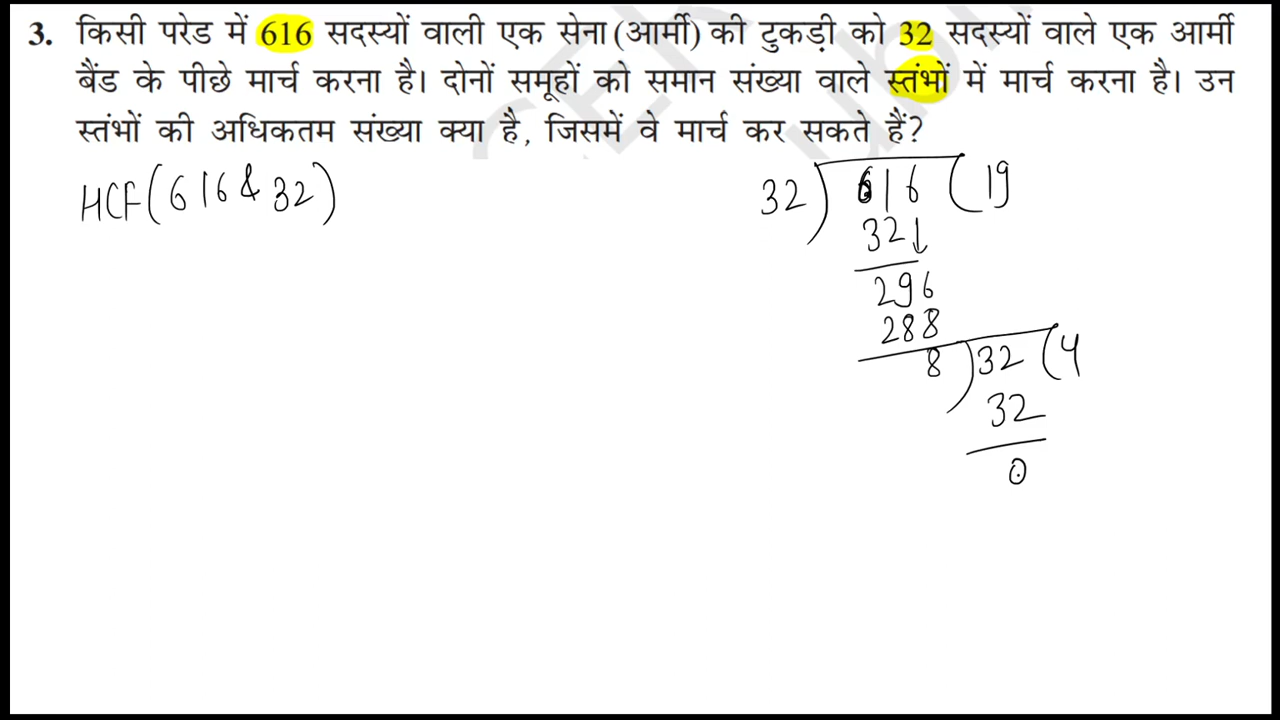 3. किसी परेड में 616 सदस्यों वाली एक सेना (आर्मी) की टुकड़ी को 32 सदस्यों वाले एक आर्मी
बैंड के पीछे मार्च करना है। दोनों समूहों को समान संख्या वाले स्तंभों में मार्च करना है। उन
स्तंभों की अधिकतम संख्या क्या है, जिसमें वे मार्च कर सकते हैं?
HCF(616 & 32)
32) 616 (19
32↓
296
288
8) 32 (4
32
0